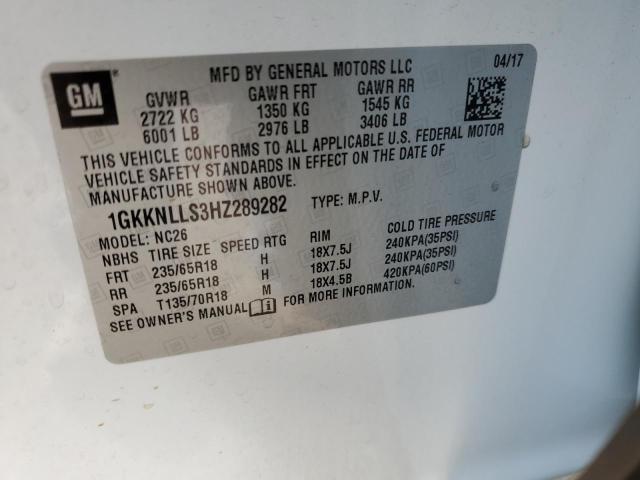 GM
MFD BY GENERAL MOTORS LLC 04/17
GVWR GAWR FRT GAWR RR
2722 KG 1350 KG 1545 KG
6001 LB 2976 LB 3406 LB
THIS VEHICLE CONFORMS TO ALL APPLICABLE U.S. FEDERAL MOTOR
VEHICLE SAFETY STANDARDS IN EFFECT ON THE DATE OF
MANUFACTURE SHOWN ABOVE.
1GKKNLLS3HZ289282 TYPE: M.P.V.
MODEL: NC26
NBHS TIRE SIZE SPEED RTG RIM COLD TIRE PRESSURE
FRT 235/65R18 H 18X7.5J 240KPA(35PSI)
RR 235/65R18 H 18X7.5J 240KPA(35PSI)
SPA T135/70R18 M 18X4.5B 420KPA(60PSI)
SEE OWNER'S MANUAL FOR MORE INFORMATION.